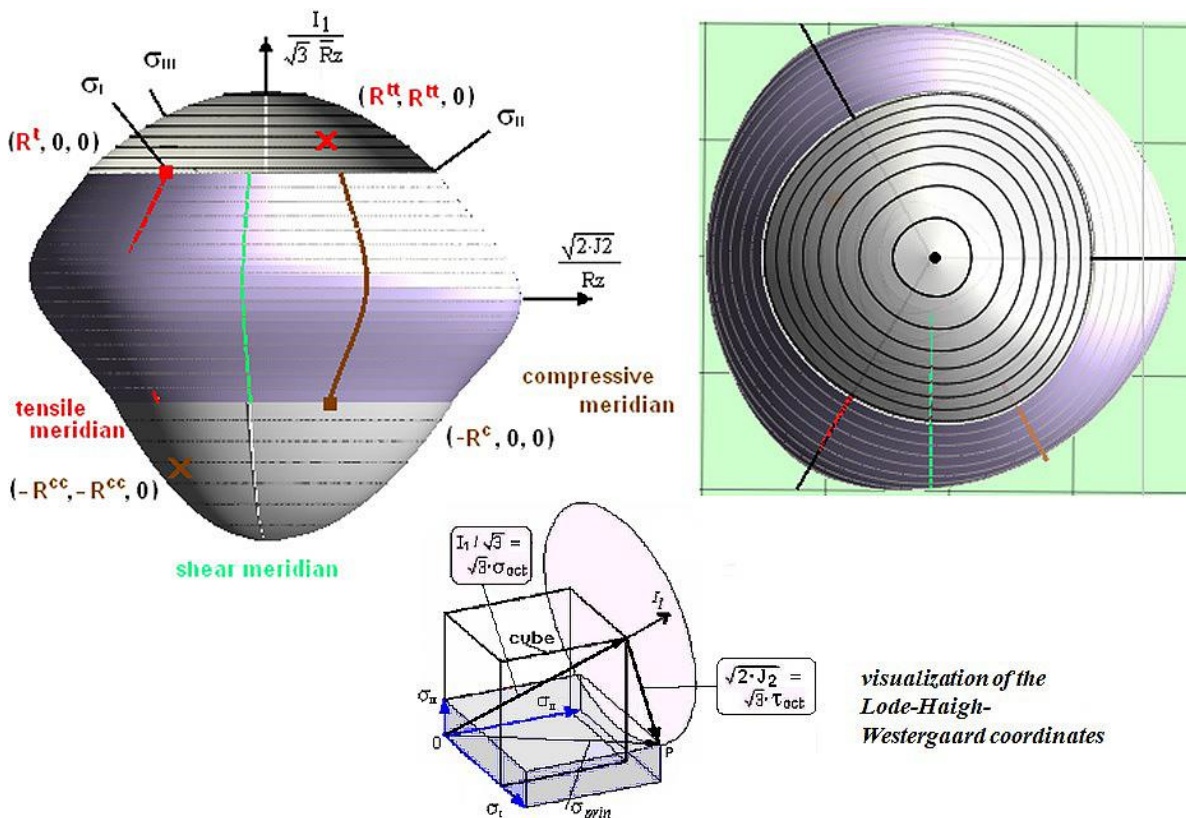 I₁
√3 R̅z
σIII
σI
(Rᵗᵗ, Rᵗᵗ, 0)
σII
(Rᵗ, 0, 0)
√2·J2
Rz
tensile
meridian
compressive
meridian
(-Rᶜ, 0, 0)
(-Rᶜᶜ, -Rᶜᶜ, 0)
shear meridian
I₁ / √3 =
√3·σoct
I₁
cube
√2·J₂ =
√3·τoct
σIII
σII
0
P
σI
σprin
visualization of the
Lode-Haigh-
Westergaard coordinates